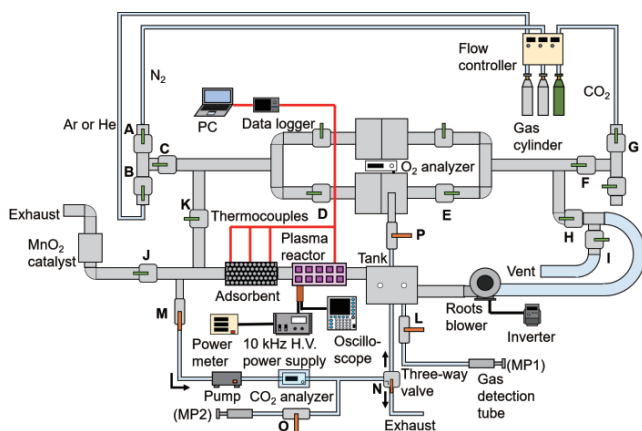 Flow
controller
N2
CO2
PC
Data logger
Ar or He
A
C
B
Gas
cylinder
G
O2 analyzer
F
D
E
Exhaust
K
Thermocouples
Plasma
reactor
P
H
I
MnO2
catalyst
J
Tank
Vent
Adsorbent
M
L
Roots
blower
Inverter
Power
meter
10 kHz H.V.
power supply
Oscillo-
scope
N
Three-way
valve
(MP1)
Gas
detection
tube
Pump
CO2 analyzer
(MP2)
O
Exhaust